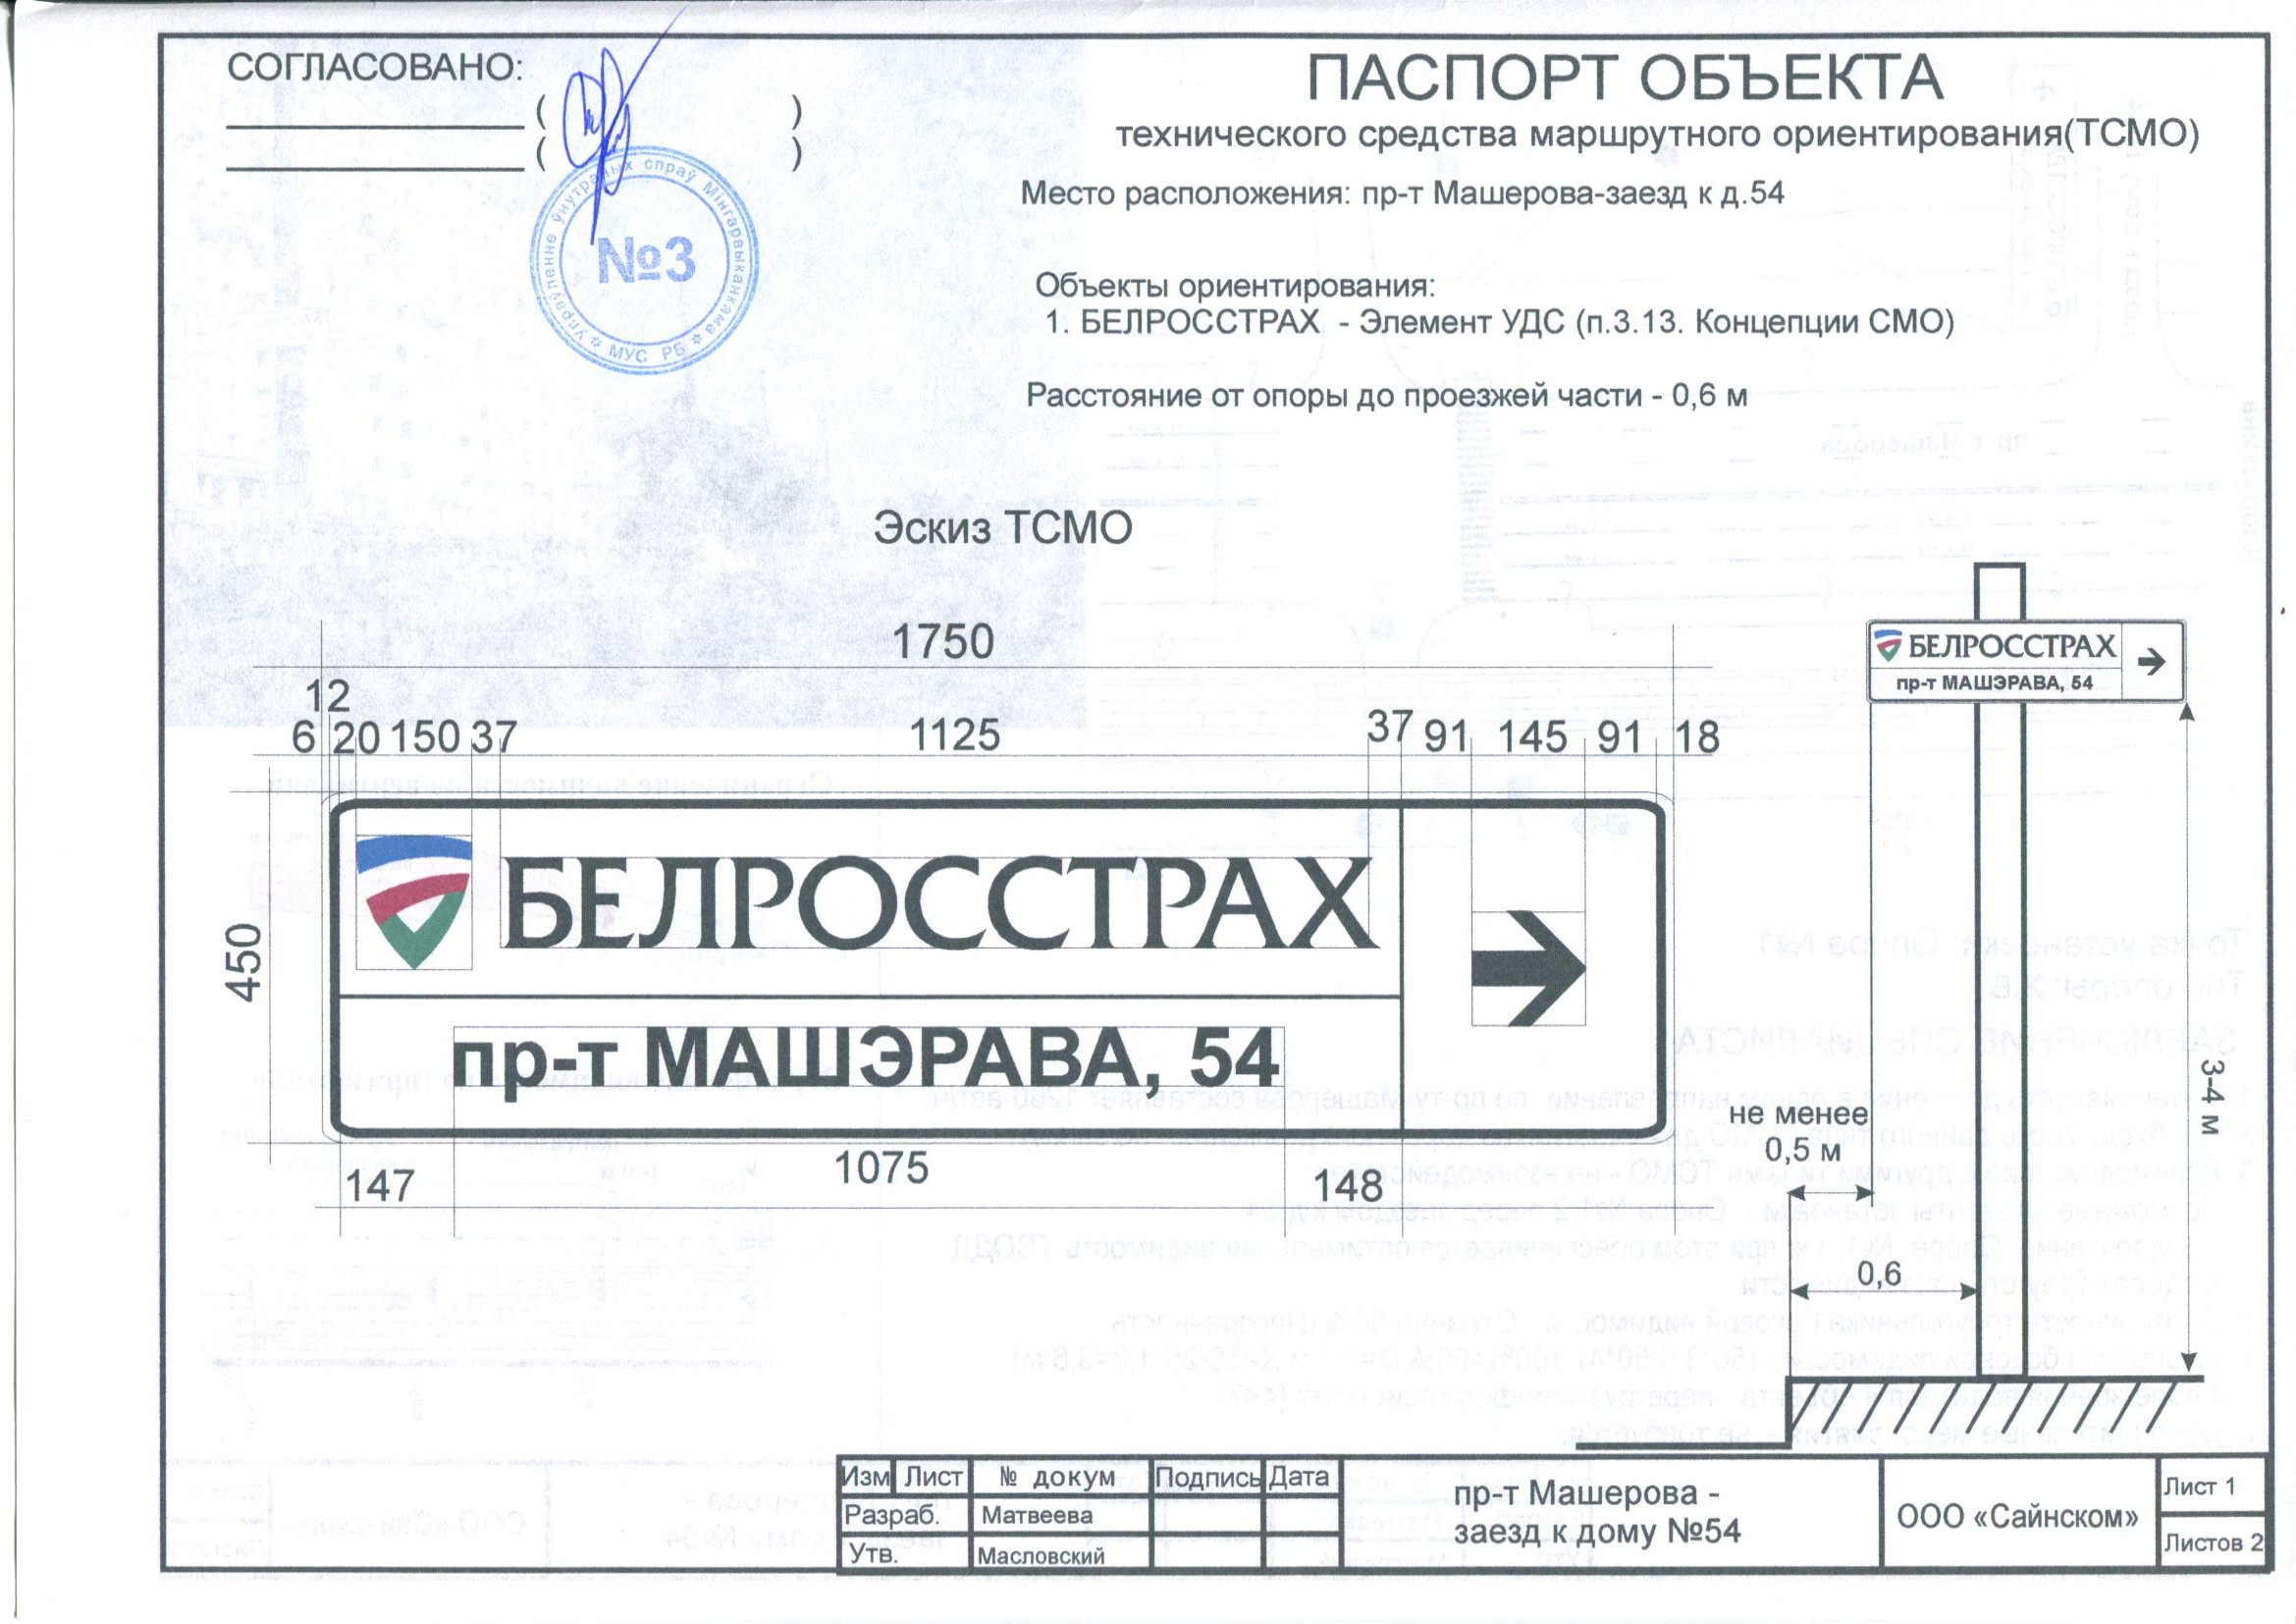 СОГЛАСОВАНО:
(          )
(          )
упраўленне ўнутраных спраў Мінгарвыканкама
МУС РБ
№3
ПАСПОРТ ОБЪЕКТА
технического средства маршрутного ориентирования(ТСМО)
Место расположения: пр-т Машерова-заезд к д.54
Объекты ориентирования:
1. БЕЛРОССТРАХ - Элемент УДС (п.3.13. Концепции СМО)
Расстояние от опоры до проезжей части - 0,6 м
Эскиз ТСМО
1750
12
6 20 150 37 1125 37 91 145 91 18
450
БЕЛРОССТРАХ
пр-т МАШЭРАВА, 54
147 1075 148
БЕЛРОССТРАХ
пр-т МАШЭРАВА, 54
3-4 м
не менее
0,5 м
0,6
Изм Лист № докум Подпись Дата
Разраб. Матвеева
Утв. Масловский
пр-т Машерова -
заезд к дому №54
ООО «Сайнском»
Лист 1
Листов 2